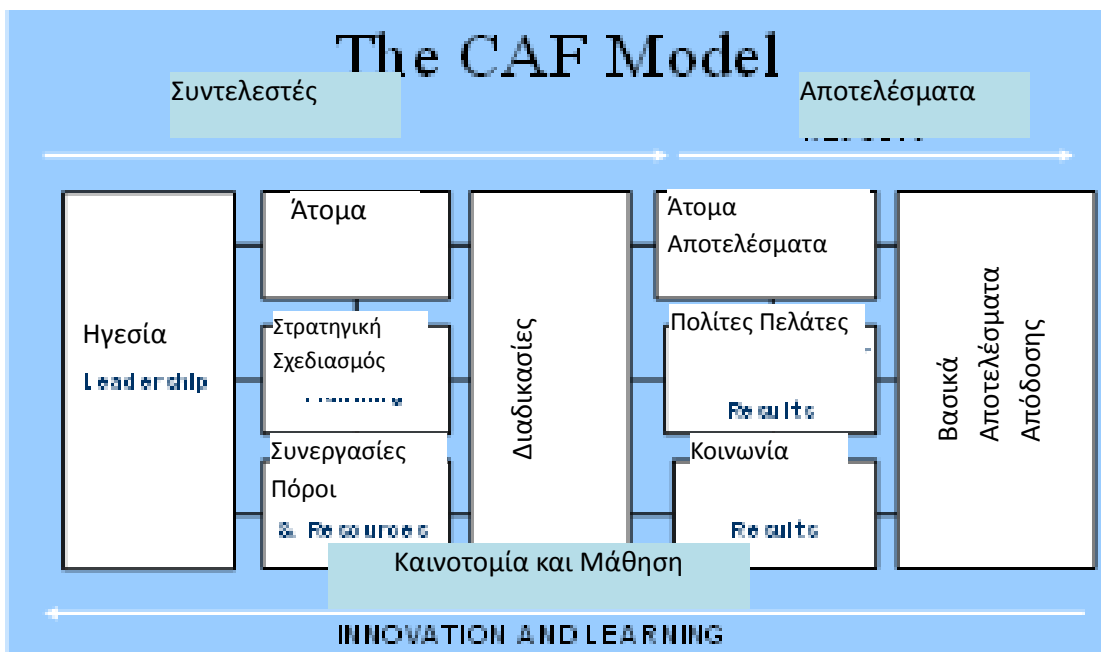 The CAF Model
Συντελεστές
Αποτελέσματα
Ηγεσία
Leadership
Άτομα
Στρατηγική
Σχεδιασμός
Συνεργασίες
Πόροι
& Resources
Διαδικασίες
Άτομα
Αποτελέσματα
Πολίτες Πελάτες
Results
Κοινωνία
Results
Βασικά
Αποτελέσματα
Απόδοσης
Καινοτομία και Μάθηση
INNOVATION AND LEARNING